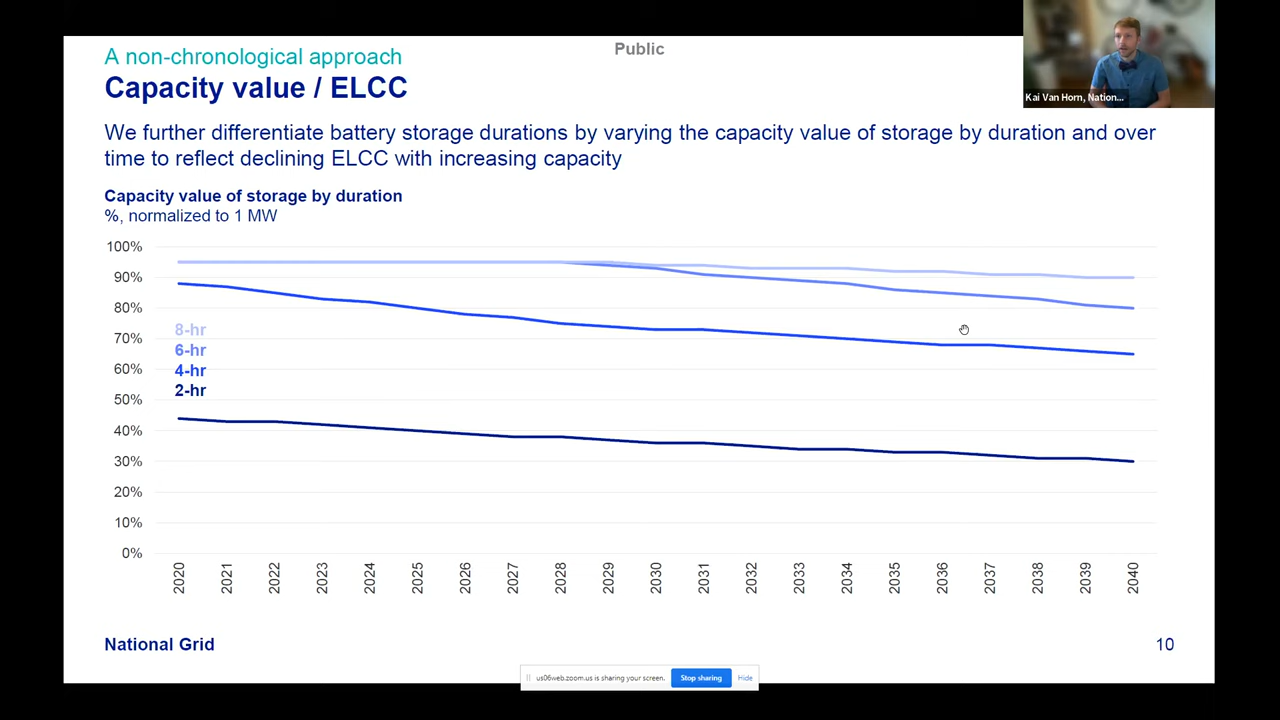 A non-chronological approach
Public
Capacity value / ELCC
Kai Van Horn, Nation...
We further differentiate battery storage durations by varying the capacity value of storage by duration and over
time to reflect declining ELCC with increasing capacity
Capacity value of storage by duration
%, normalized to 1 MW
100%
90%
80%
70%
60%
50%
40%
30%
20%
10%
0%
8-hr
6-hr
4-hr
2-hr
2020 2021 2022 2023 2024 2025 2026 2027 2028 2029 2030 2031 2032 2033 2034 2035 2036 2037 2038 2039 2040
National Grid
10
us06web.zoom.us is sharing your screen. Stop sharing Hide